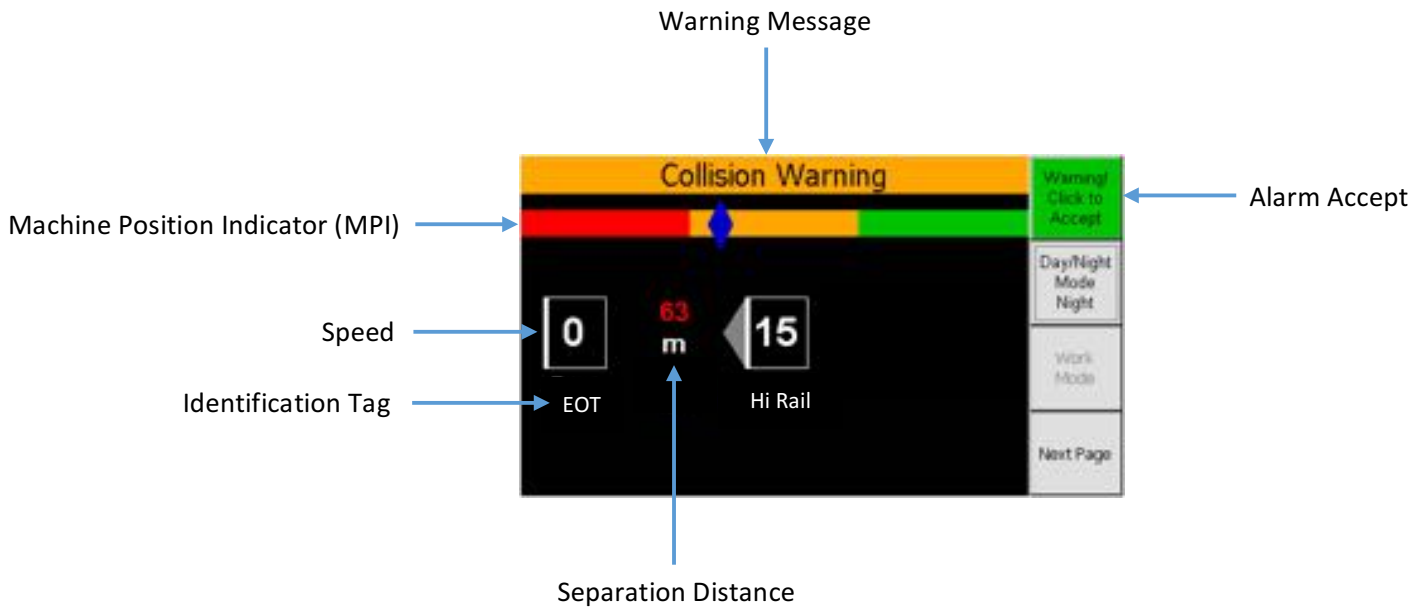 Warning Message
Collision Warning
Warning!
Click to
Accept
Alarm Accept
Machine Position Indicator (MPI)
Day/Night
Mode
Night
Speed
0
63
m
15
Work
Mode
Identification Tag
EOT
Hi Rail
Next Page
Separation Distance